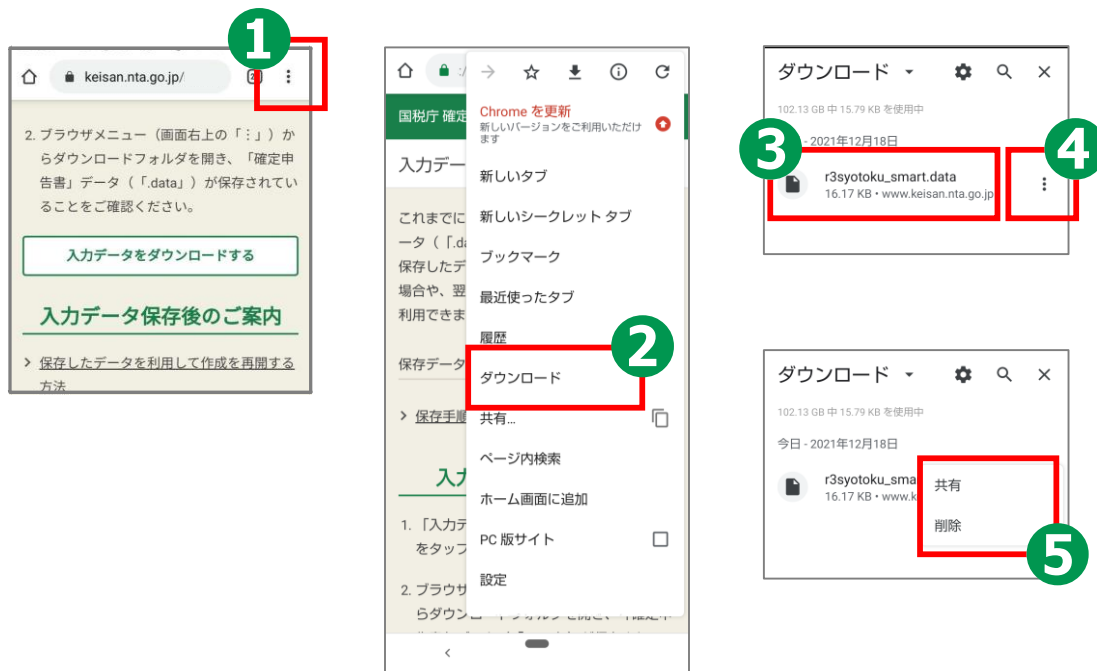 1
keisan.nta.go.jp/
2. ブラウザメニュー（画面右上の「⋮」）か
らダウンロードフォルダを開き、「確定申
告書」データ（「.data」）が保存されてい
ることをご確認ください。
入力データをダウンロードする
入力データ保存後のご案内
> 保存したデータを利用して作成を再開する
方法
2
国税庁 確定
入力デー
これまでに
ータ（「.da
保存したデ
場合や、翌
利用できま
保存データ
> 保存手順
入力
1. 「入力デ
をタップ
2. ブラウザ
らダウン
Chrome を更新
新しいバージョンをご利用いただけ
ます
新しいタブ
新しいシークレット タブ
ブックマーク
最近使ったタブ
履歴
ダウンロード
共有...
ページ内検索
ホーム画面に追加
PC 版サイト
設定
3
4
ダウンロード
102.13 GB 中 15.79 KB を使用中
- 2021年12月18日
r3syotoku_smart.data
16.17 KB • www.keisan.nta.go.jp
5
ダウンロード
102.13 GB 中 15.79 KB を使用中
今日 - 2021年12月18日
r3syotoku_sma
16.17 KB • www.k
共有
削除